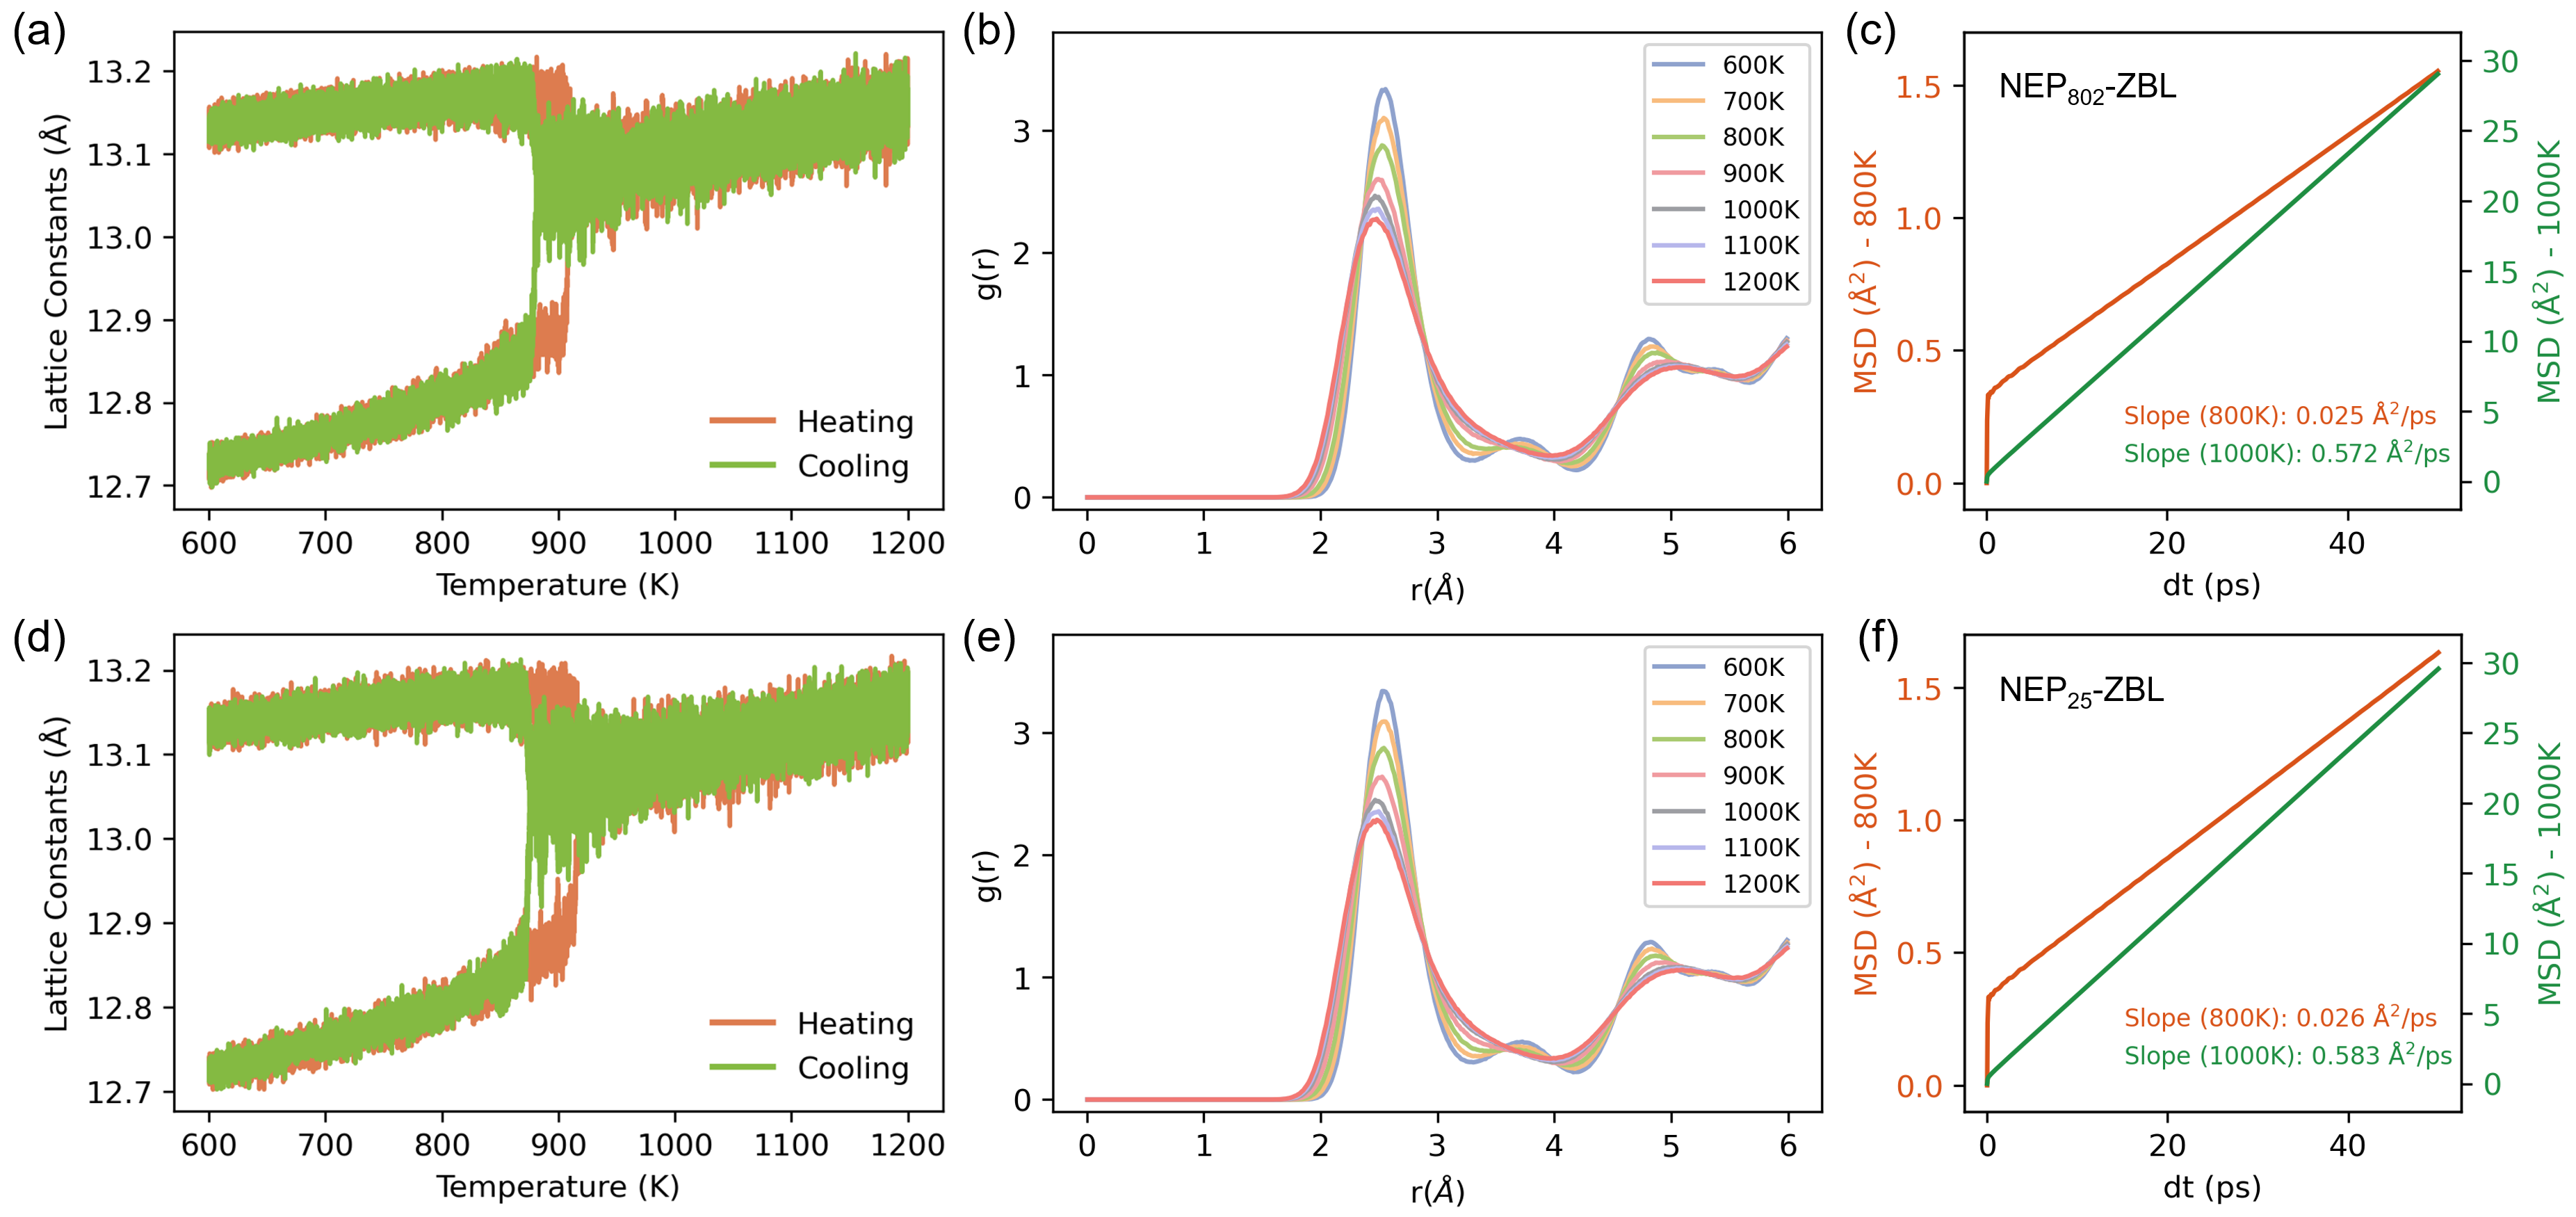 (a)
13.2
13.1
13.0
12.9
12.8
12.7
Lattice Constants (Å)
600 700 800 900 1000 1100 1200
Temperature (K)
Heating
Cooling
(b)
3
2
1
0
g(r)
0 1 2 3 4 5 6
r(Å)
600K
700K
800K
900K
1000K
1100K
1200K
(c)
1.5
1.0
0.5
0.0
MSD (Å²) - 800K
NEP₈₀₂-ZBL
Slope (800K): 0.025 Å²/ps
Slope (1000K): 0.572 Å²/ps
0 20 40
dt (ps)
30
25
20
15
10
5
0
MSD (Å²) - 1000K
(d)
13.2
13.1
13.0
12.9
12.8
12.7
Lattice Constants (Å)
600 700 800 900 1000 1100 1200
Temperature (K)
Heating
Cooling
(e)
3
2
1
0
g(r)
0 1 2 3 4 5 6
r(Å)
600K
700K
800K
900K
1000K
1100K
1200K
(f)
1.5
1.0
0.5
0.0
MSD (Å²) - 800K
NEP₂₅-ZBL
Slope (800K): 0.026 Å²/ps
Slope (1000K): 0.583 Å²/ps
0 20 40
dt (ps)
30
25
20
15
10
5
0
MSD (Å²) - 1000K